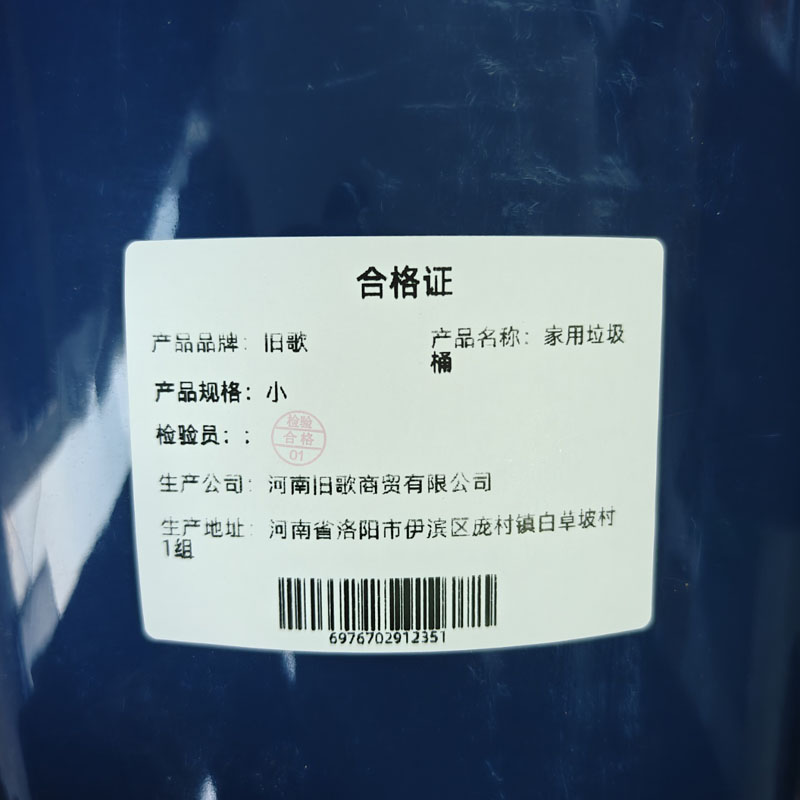 合格证
产品品牌：旧歌
产品名称：家用垃圾
桶
产品规格：小
检验员：：
检验
合格
01
生产公司：河南旧歌商贸有限公司
生产地址：河南省洛阳市伊滨区庞村镇白草坡村
1组
6976702912351